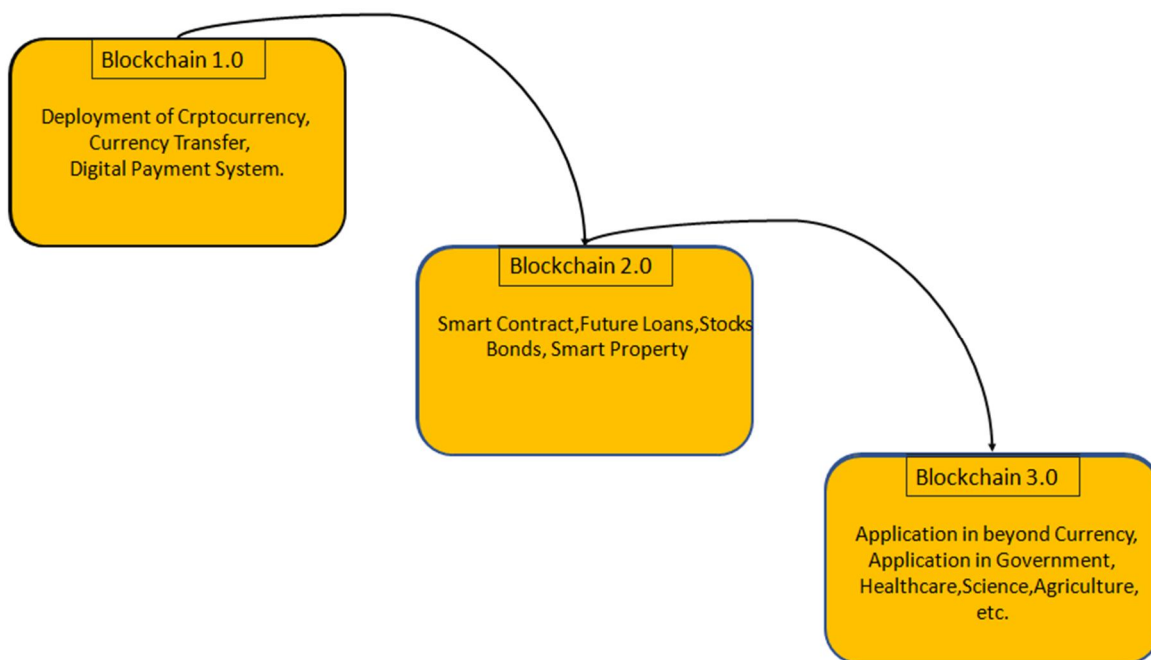 Blockchain 1.0
Deployment of Crptocurrency,
Currency Transfer,
Digital Payment System.
Blockchain 2.0
Smart Contract,Future Loans,Stocks
Bonds, Smart Property
Blockchain 3.0
Application in beyond Currency,
Application in Government,
Healthcare,Science,Agriculture,
etc.